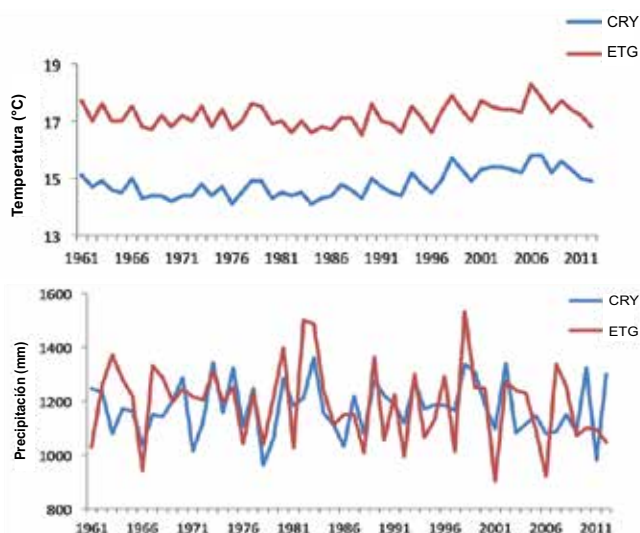 CRY
ETG
Temperatura (°C)
19
17
15
13
1961 1966 1971 1976 1981 1986 1991 1996 2001 2006 2011
CRY
ETG
Precipitación (mm)
1600
1400
1200
1000
800
1961 1966 1971 1976 1981 1986 1991 1996 2001 2006 2011